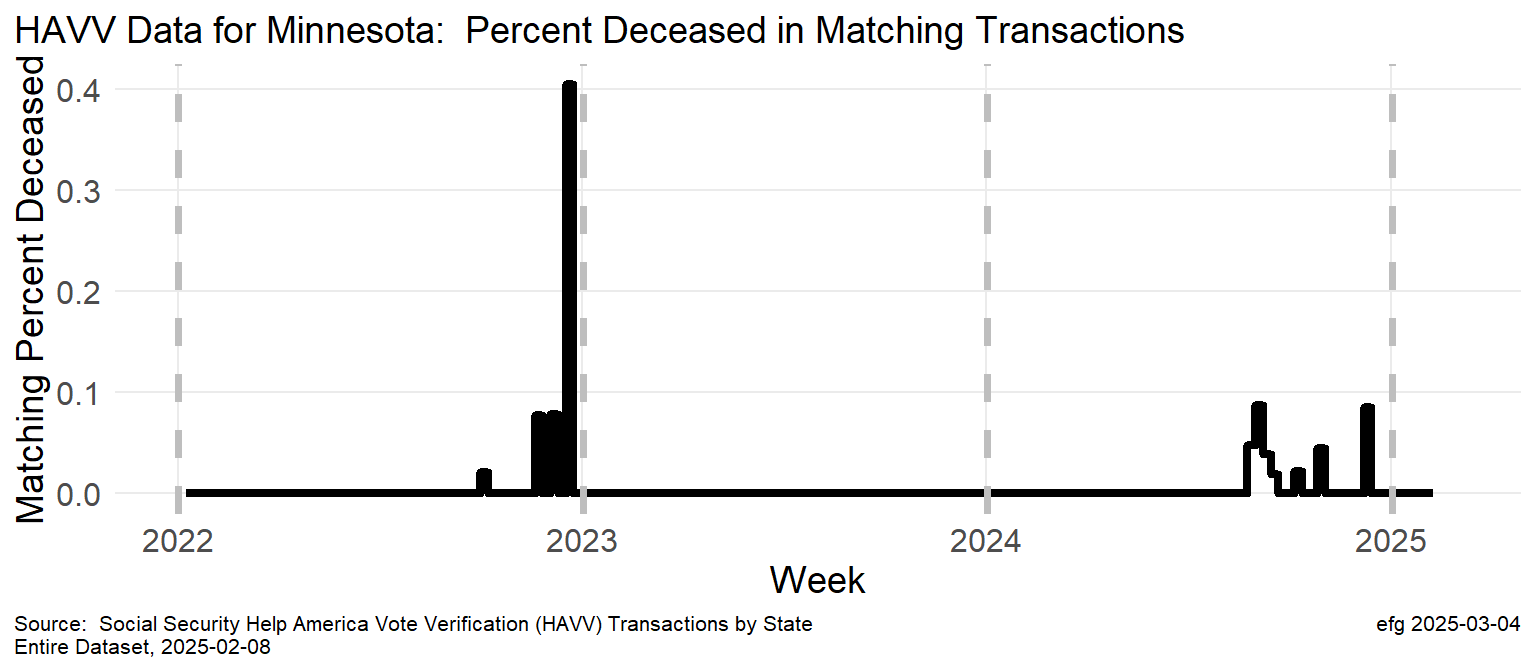 HAVV Data for Minnesota:  Percent Deceased in Matching Transactions
Matching Percent Deceased
0.4
0.3
0.2
0.1
0.0
2022 2023 2024 2025
Week
Source:  Social Security Help America Vote Verification (HAVV) Transactions by State
Entire Dataset, 2025-02-08
efg 2025-03-04